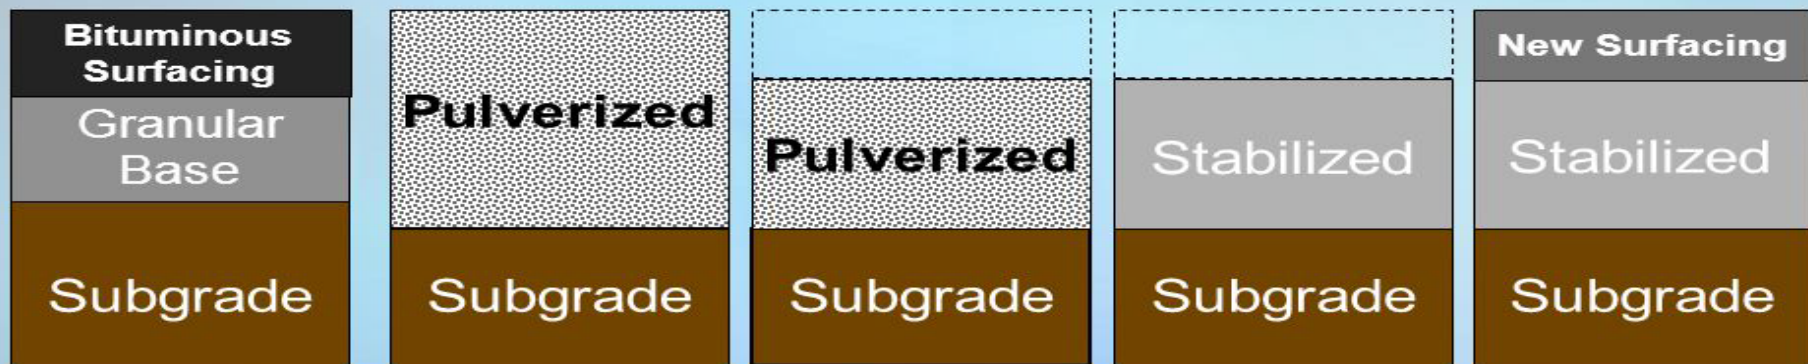 Bituminous
Surfacing
Granular
Base
Subgrade
Pulverized
Subgrade
Pulverized
Subgrade
Stabilized
Subgrade
New Surfacing
Stabilized
Subgrade